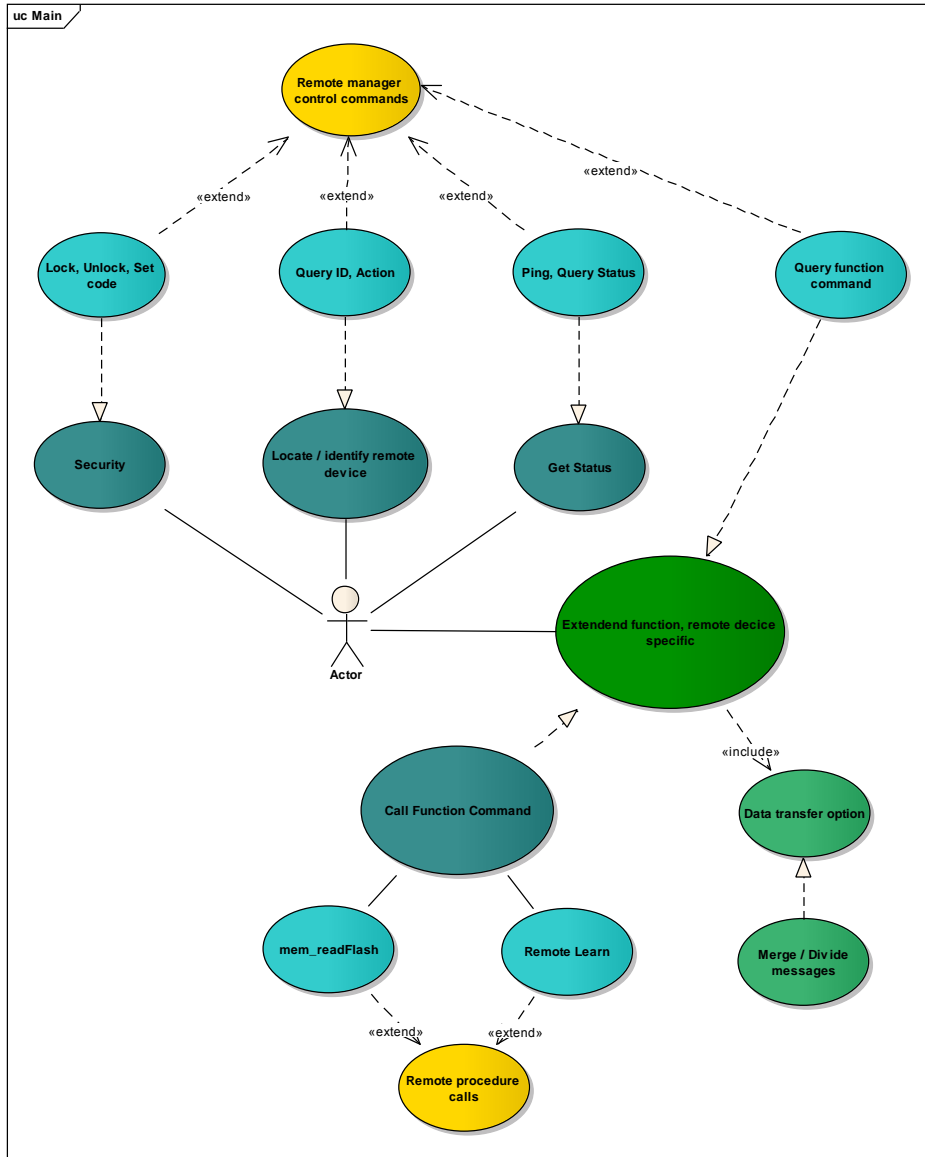 uc Main
Remote manager
control commands
«extend»
«extend»
«extend»
«extend»
Lock, Unlock, Set
code
Query ID, Action
Ping, Query Status
Query function
command
Security
Locate / identify remote
device
Get Status
Extendend function, remote decice
specific
Actor
«include»
Call Function Command
Data transfer option
mem_readFlash
Remote Learn
Merge / Divide
messages
«extend»
«extend»
Remote procedure
calls